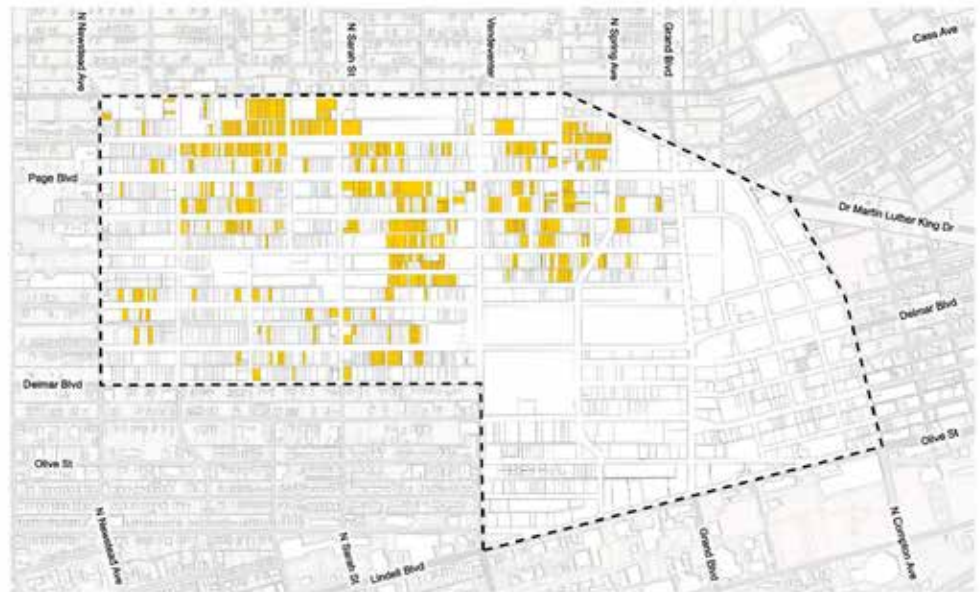 N Newstead Ave
N Sarah St
Vandeventer
N Spring Ave
Grand Blvd
Cass Ave
Page Blvd
Dr Martin Luther King Dr
Delmar Blvd
Delmar Blvd
Olive St
Olive St
N Newstead Ave
N Sarah St
Lindell Blvd
Grand Blvd
N Compton Ave